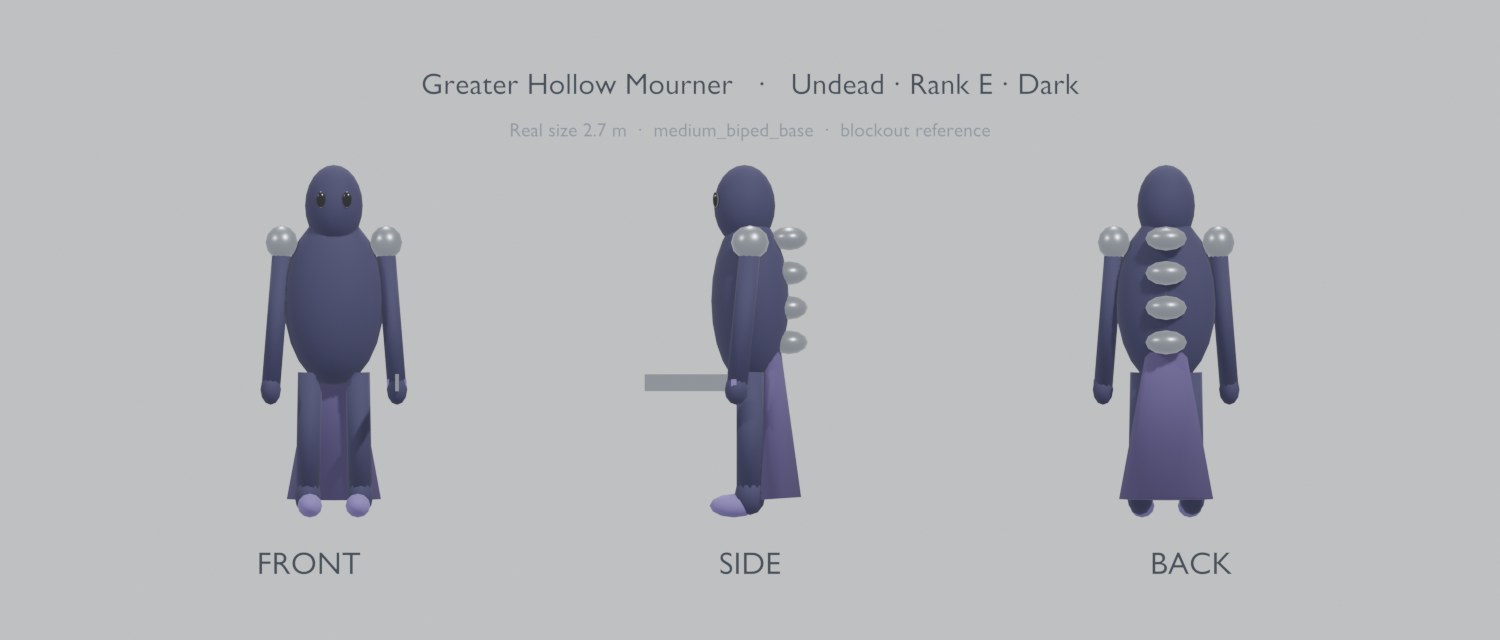 Greater Hollow Mourner · Undead · Rank E · Dark
Real size 2.7 m · medium_biped_base · blockout reference
FRONT SIDE BACK